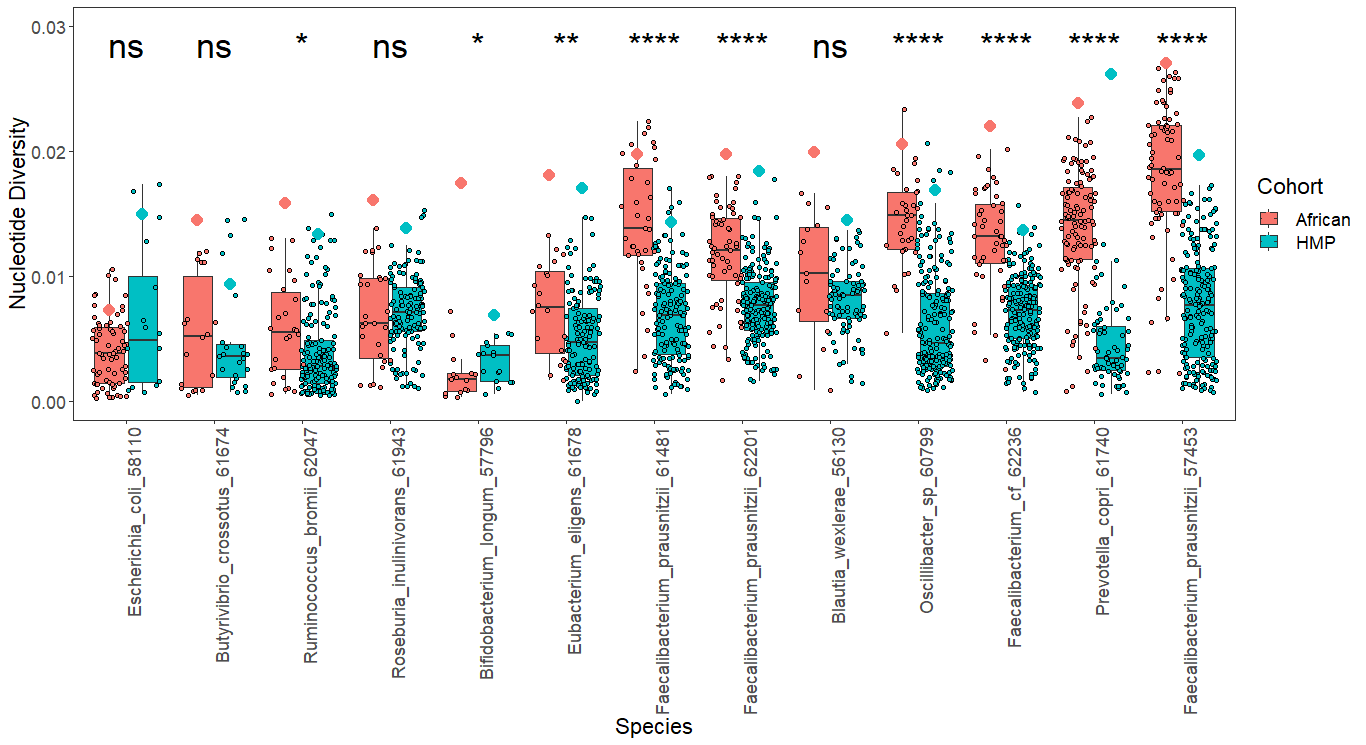 0.03
0.02
0.01
0.00
Nucleotide Diversity
ns
ns
*
ns
*
**
****
****
ns
****
****
****
****
Escherichia_coli_58110
Butyrivibrio_crossotus_61674
Ruminococcus_bromii_62047
Roseburia_inulinivorans_61943
Bifidobacterium_longum_57796
Eubacterium_eligens_61678
Faecalibacterium_prausnitzii_61481
Faecalibacterium_prausnitzii_62201
Blautia_wexlerae_56130
Oscillibacter_sp_60799
Faecalibacterium_cf_62236
Prevotella_copri_61740
Faecalibacterium_prausnitzii_57453
Species
Cohort
African
HMP